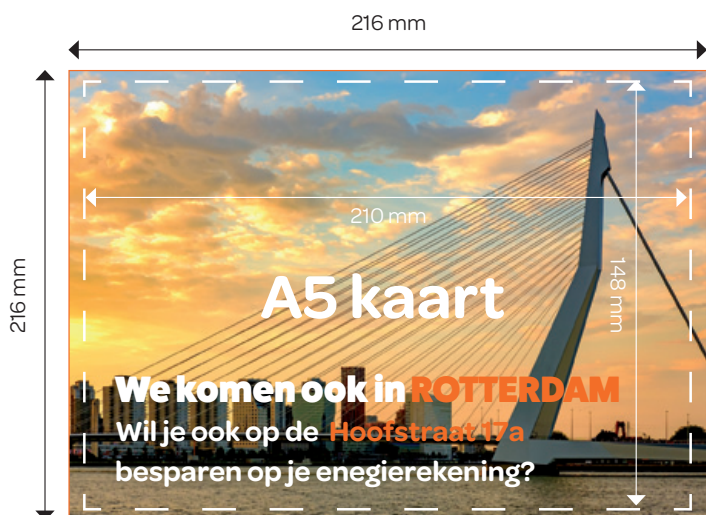 216 mm
216 mm
210 mm
148 mm
A5 kaart
We komen ook in ROTTERDAM
Wil je ook op de Hoofstraat 17a
besparen op je enegierekening?